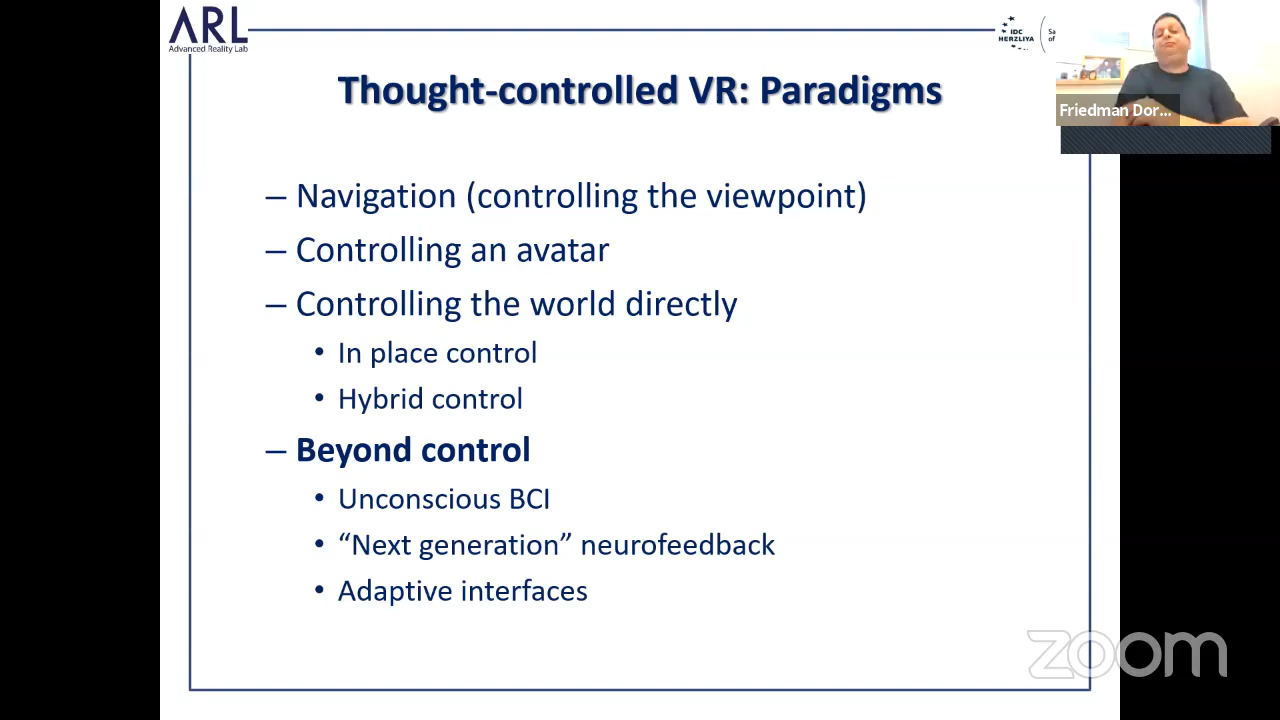 ARL
Advanced Reality Lab
IDC
HERZLIYA
Sa
of
Friedman Dor...
Thought-controlled VR: Paradigms
– Navigation (controlling the viewpoint)
– Controlling an avatar
– Controlling the world directly
• In place control
• Hybrid control
– Beyond control
• Unconscious BCI
• “Next generation” neurofeedback
• Adaptive interfaces
zoom